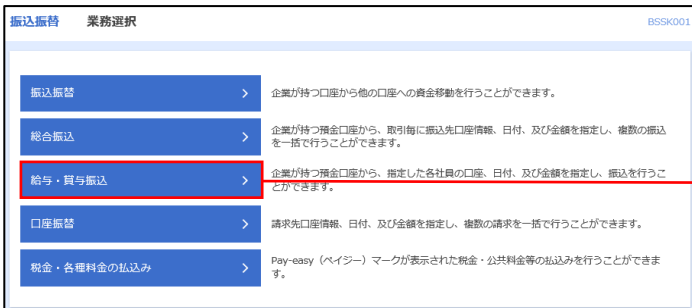 振込振替 業務選択 BSSK001
振込振替 企業が持つ口座から他の口座への資金移動を行うことができます。
総合振込 企業が持つ預金口座から、取引毎に振込先口座情報、日付、及び金額を指定し、複数の振込
を一括で行うことができます。
給与・賞与振込 企業が持つ預金口座から、指定した各社員の口座、日付、及び金額を指定し、振込を行うこ
とができます。
口座振替 請求先口座情報、日付、及び金額を指定し、複数の請求を一括で行うことができます。
税金・各種料金の払込み Pay-easy（ペイジー）マークが表示された税金・公共料金等の払込みを行うことができま
す。